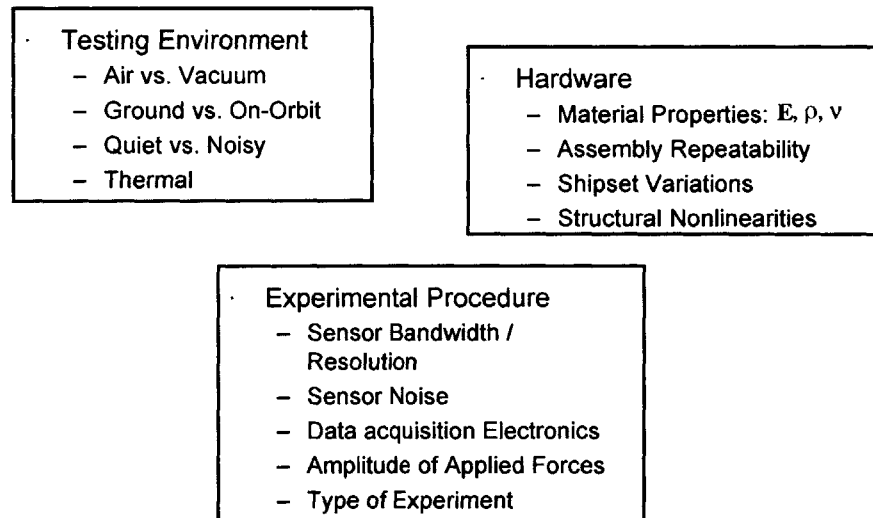 · Testing Environment
– Air vs. Vacuum
– Ground vs. On-Orbit
– Quiet vs. Noisy
– Thermal
· Hardware
– Material Properties: E, ρ, ν
– Assembly Repeatability
– Shipset Variations
– Structural Nonlinearities
· Experimental Procedure
– Sensor Bandwidth /
Resolution
– Sensor Noise
– Data acquisition Electronics
– Amplitude of Applied Forces
– Type of Experiment